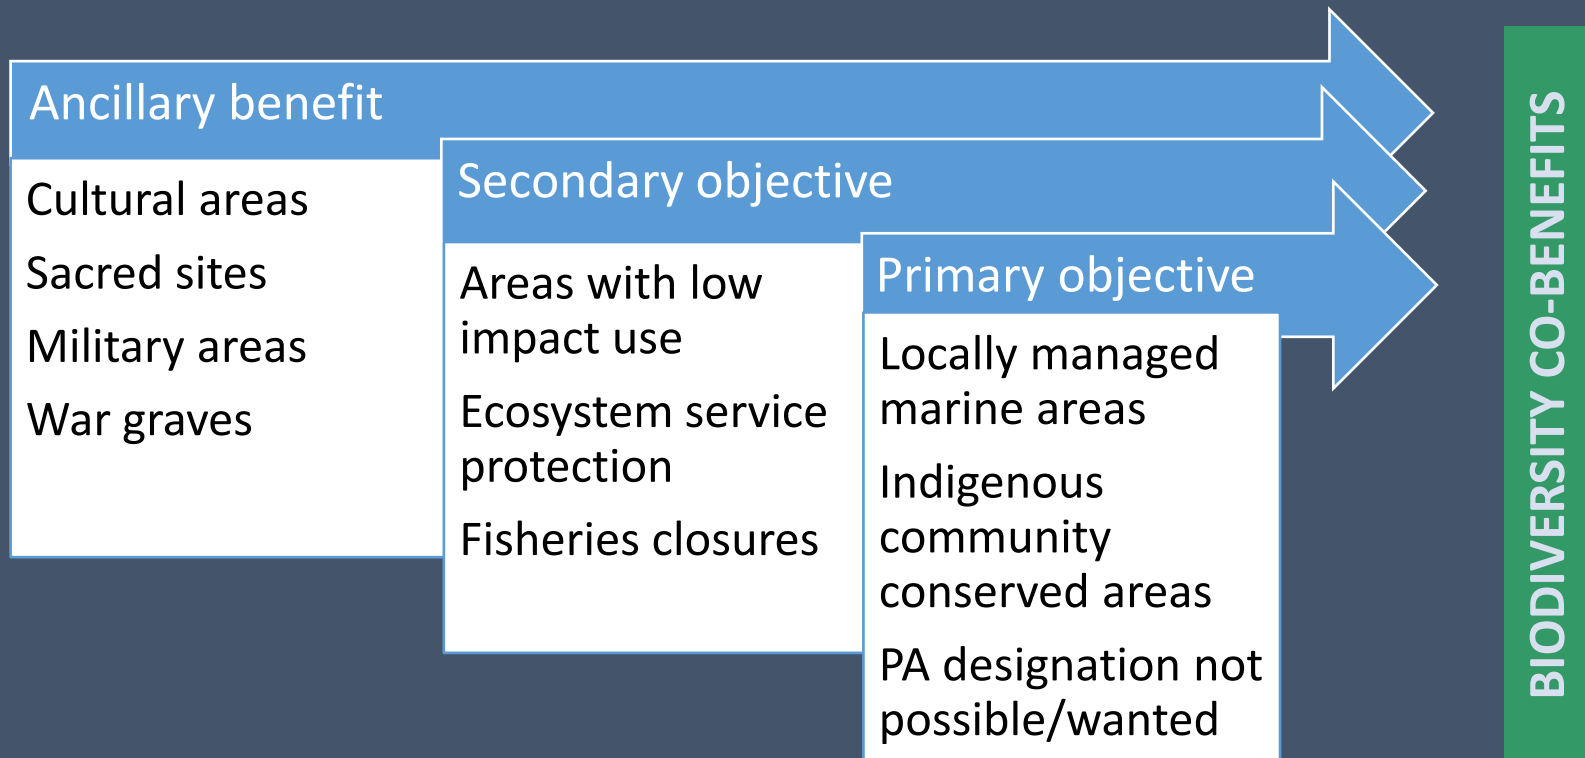 Ancillary benefit
Cultural areas
Sacred sites
Military areas
War graves
Secondary objective
Areas with low
impact use
Ecosystem service
protection
Fisheries closures
Primary objective
Locally managed
marine areas
Indigenous
community
conserved areas
PA designation not
possible/wanted
BIODIVERSITY CO-BENEFITS